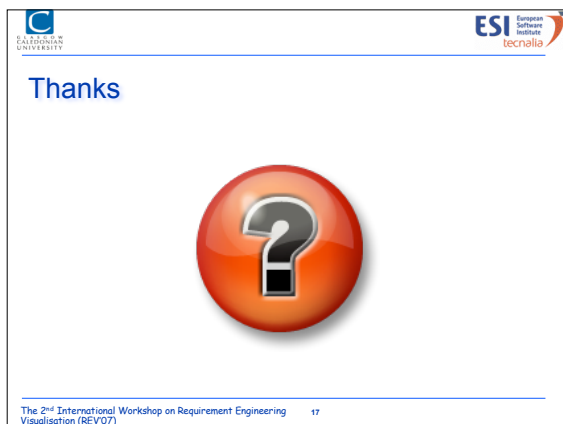 C
GLASGOW
CALEDONIAN
UNIVERSITY
ESI
European
Software
Institute
tecnalia
Thanks
?
The 2nd International Workshop on Requirement Engineering
Visualisation (REV'07)
17